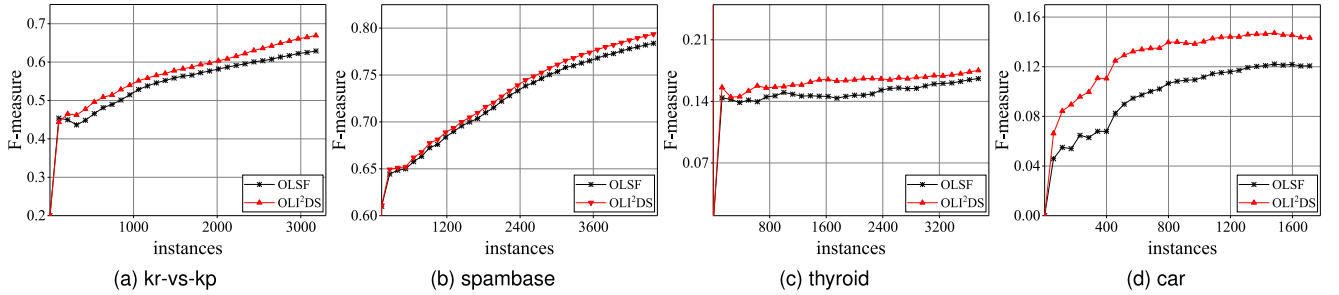 F-measure
0.7
0.6
0.5
0.4
0.3
0.2
1000
2000
3000
instances
OLSF
OLI²DS
(a) kr-vs-kp
F-measure
0.80
0.75
0.70
0.65
0.60
1200
2400
3600
instances
OLSF
OLI²DS
(b) spambase
F-measure
0.21
0.14
0.07
800
1600
2400
3200
instances
OLSF
OLI²DS
(c) thyroid
F-measure
0.16
0.12
0.08
0.04
0.00
400
800
1200
1600
instances
OLSF
OLI²DS
(d) car